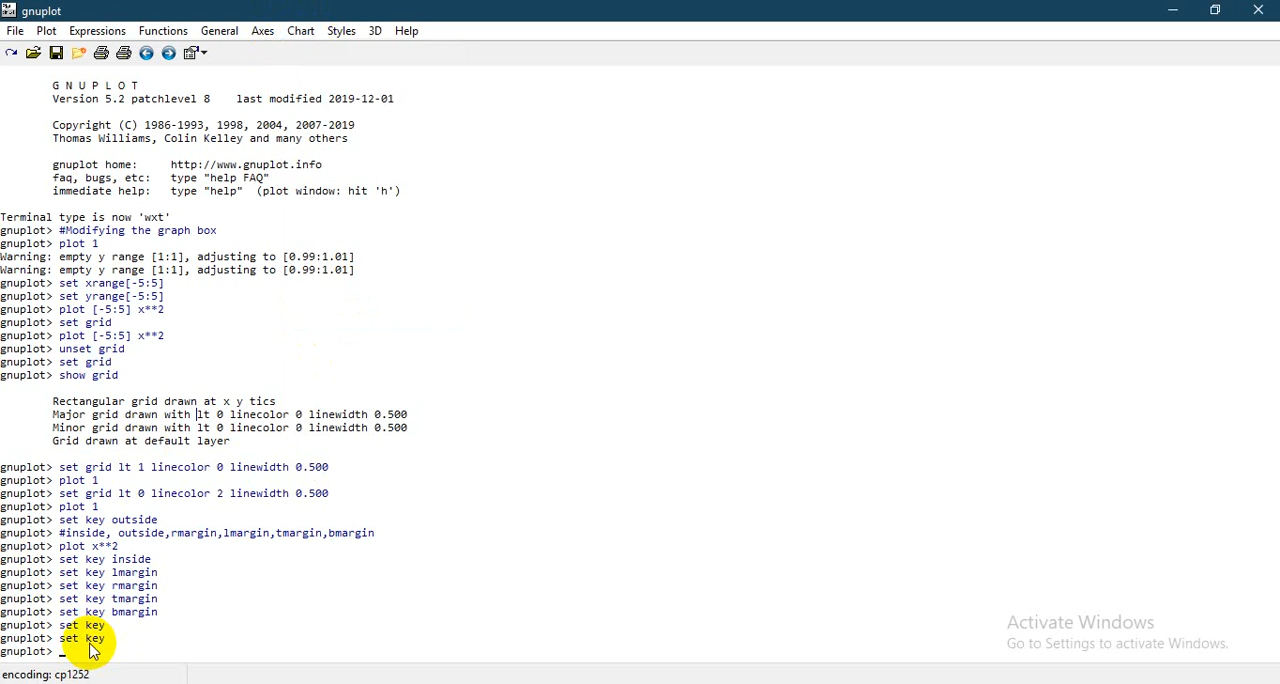 gnuplot
File Plot Expressions Functions General Axes Chart Styles 3D Help
G N U P L O T
Version 5.2 patchlevel 8    last modified 2019-12-01
Copyright (C) 1986-1993, 1998, 2004, 2007-2019
Thomas Williams, Colin Kelley and many others
gnuplot home:     http://www.gnuplot.info
faq, bugs, etc:   type "help FAQ"
immediate help:   type "help"  (plot window: hit 'h')
Terminal type is now 'wxt'
gnuplot> #Modifying the graph box
gnuplot> plot 1
Warning: empty y range [1:1], adjusting to [0.99:1.01]
Warning: empty y range [1:1], adjusting to [0.99:1.01]
gnuplot> set xrange[-5:5]
gnuplot> set yrange[-5:5]
gnuplot> plot [-5:5] x**2
gnuplot> set grid
gnuplot> plot [-5:5] x**2
gnuplot> unset grid
gnuplot> set grid
gnuplot> show grid
Rectangular grid drawn at x y tics
Major grid drawn with lt 0 linecolor 0 linewidth 0.500
Minor grid drawn with lt 0 linecolor 0 linewidth 0.500
Grid drawn at default layer
gnuplot> set grid lt 1 linecolor 0 linewidth 0.500
gnuplot> plot 1
gnuplot> set grid lt 0 linecolor 2 linewidth 0.500
gnuplot> plot 1
gnuplot> set key outside
gnuplot> #inside, outside,rmargin,lmargin,tmargin,bmargin
gnuplot> plot x**2
gnuplot> set key inside
gnuplot> set key lmargin
gnuplot> set key rmargin
gnuplot> set key tmargin
gnuplot> set key bmargin
gnuplot> set key
gnuplot> set key
gnuplot> _
Activate Windows
Go to Settings to activate Windows.
encoding: cp1252